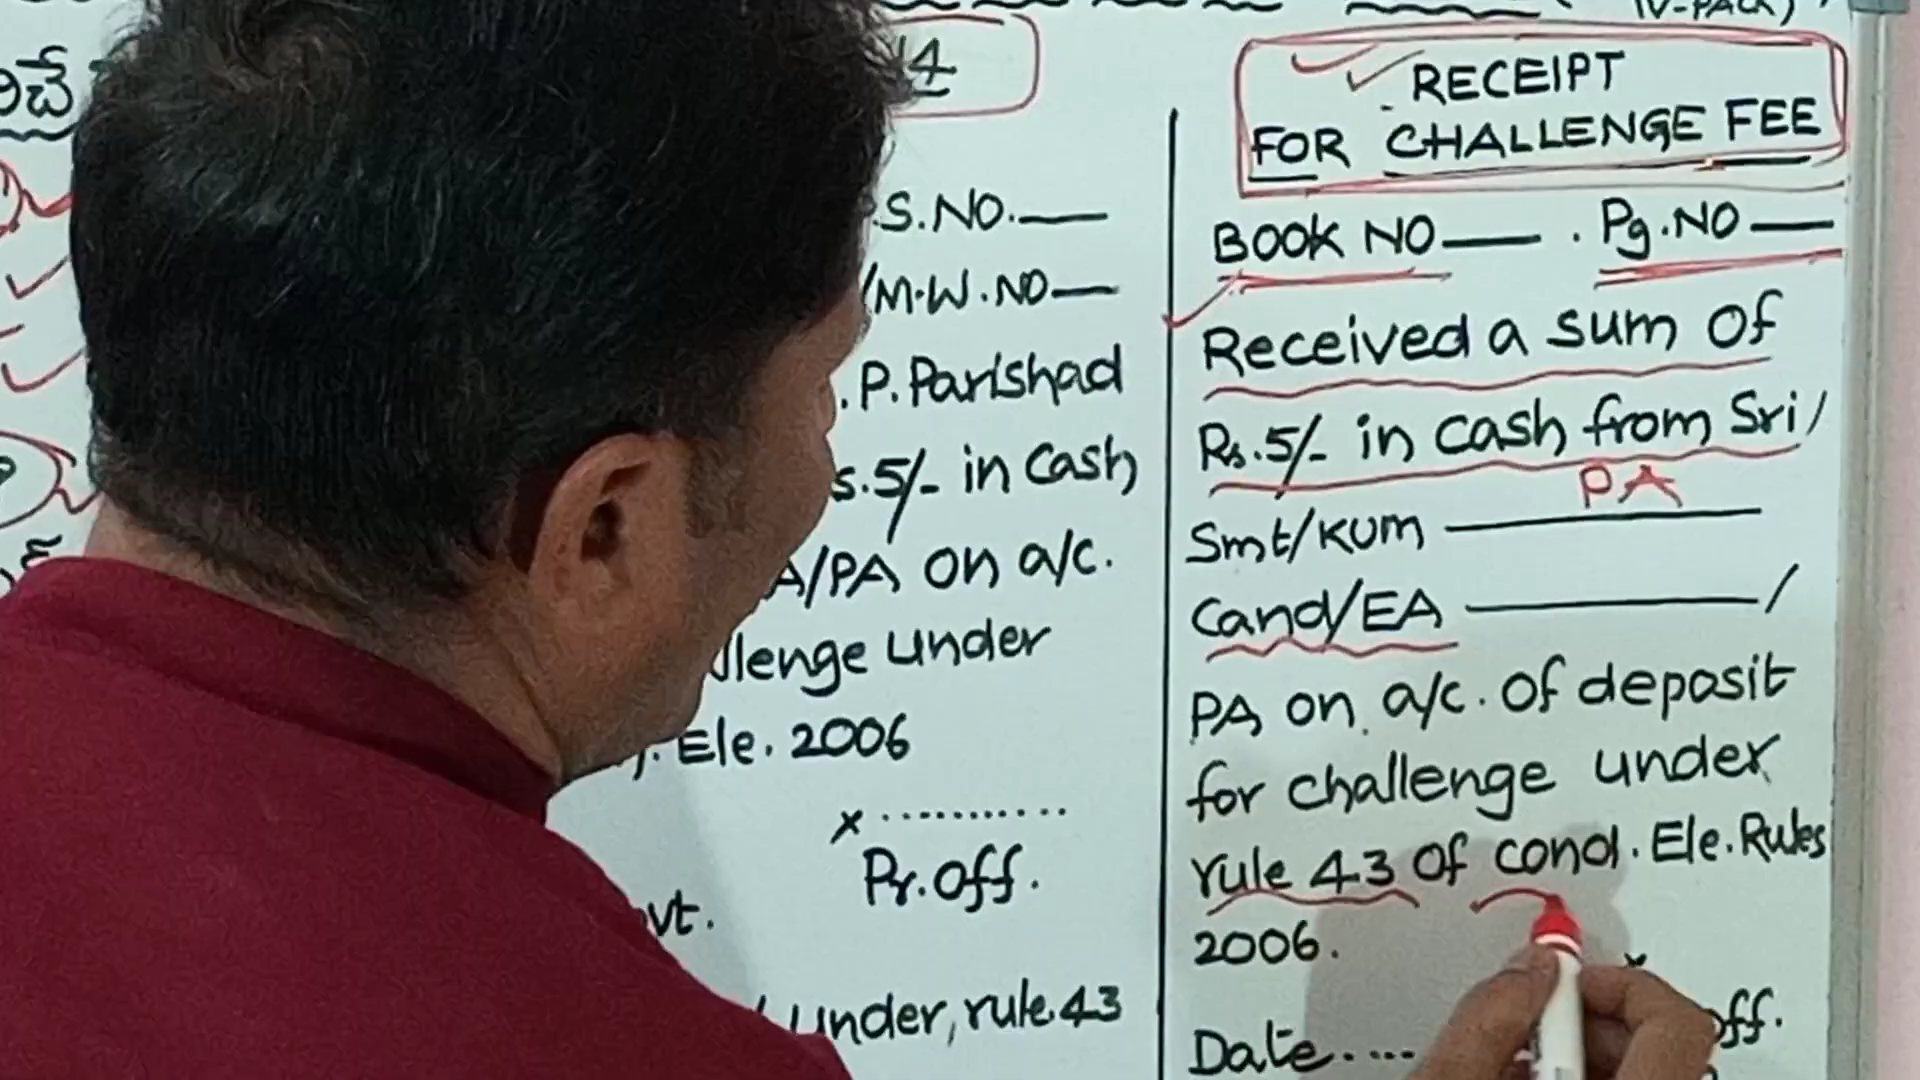 14
S.NO.
/M.W.NO
.P. Parishad
s.5/- in cash
A/PA on a/c.
llenge under
. Ele. 2006
x ..........
Pr.off.
vt.
under, rule 43
RECEIPT
FOR CHALLENGE FEE
BOOK NO . Pg.NO
Received a sum of
Rs.5/- in cash from Sri/
PA
Smt/Kum
Cand/EA /
PA on a/c. of deposit
for challenge under
rule 43 of cond. Ele. Rules
2006.
x
Date.... off.